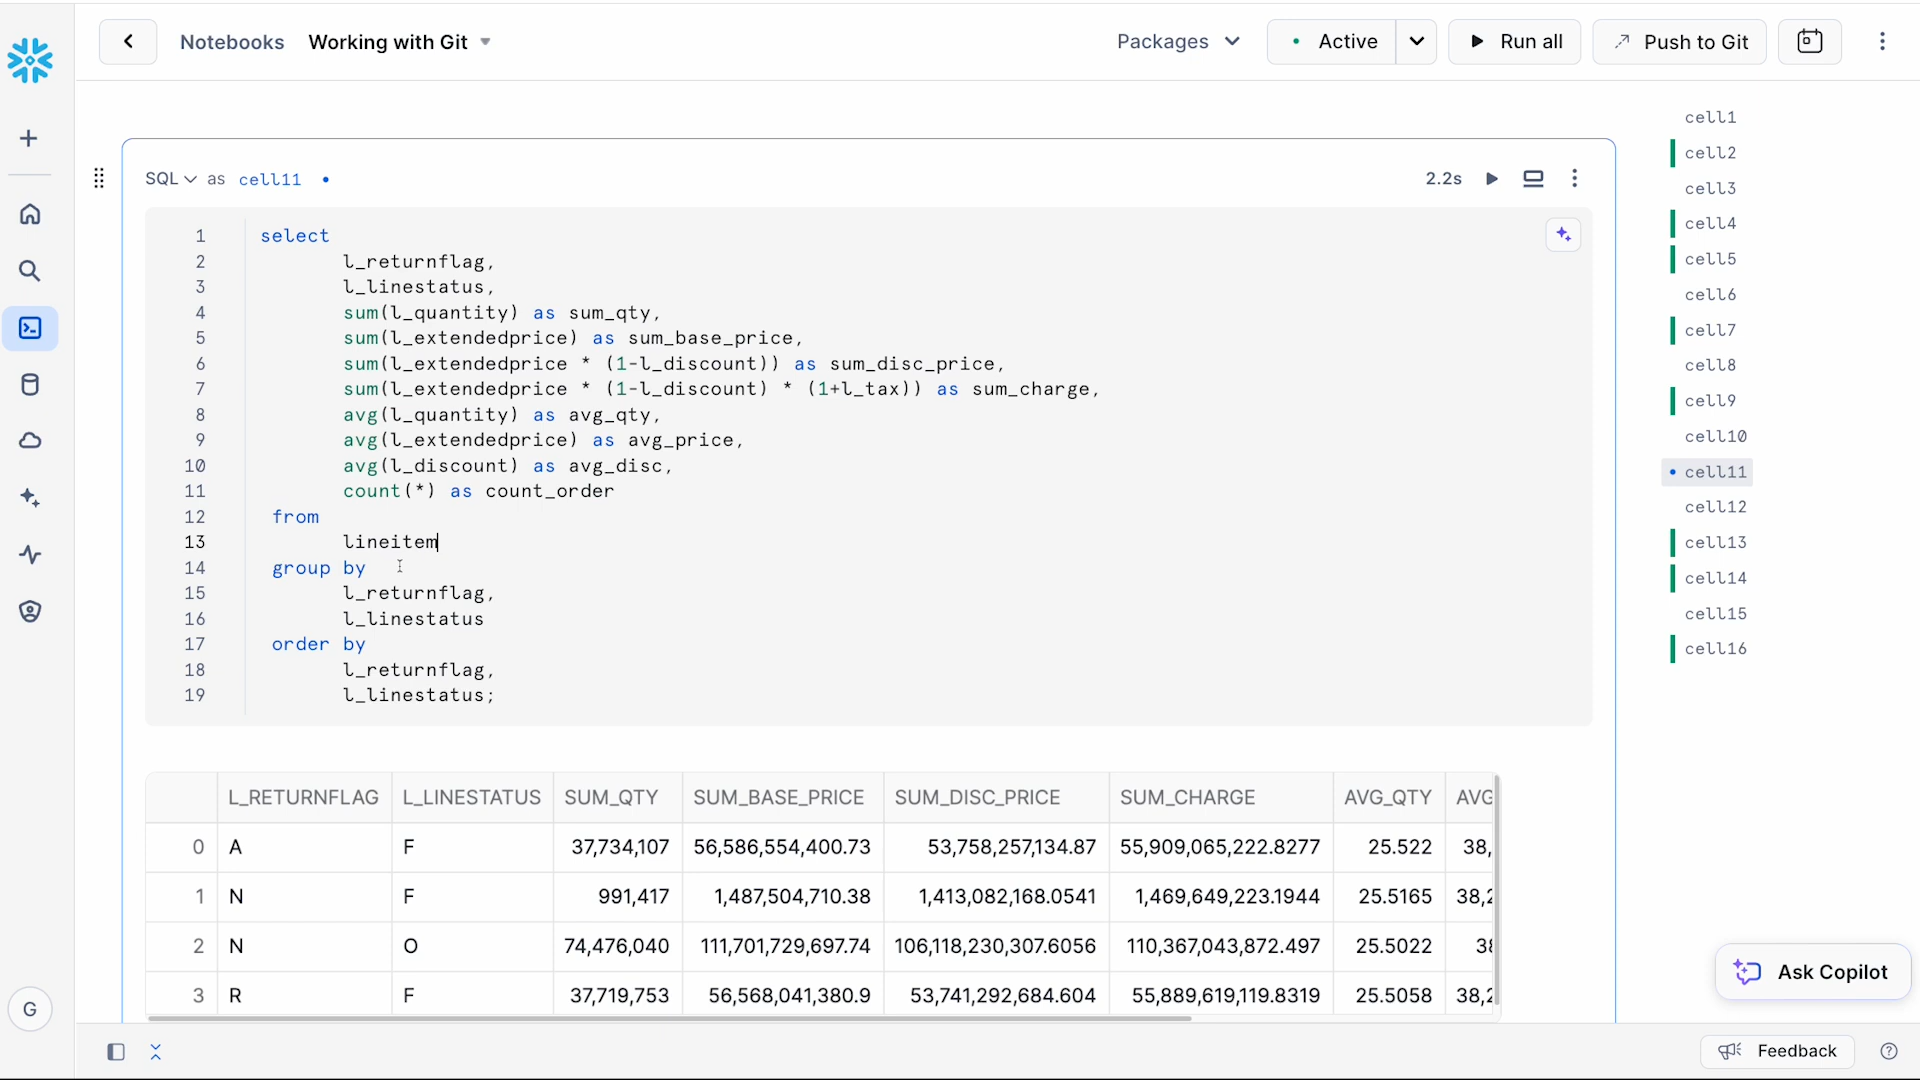 Notebooks Working with Git Packages Active Run all Push to Git
SQL as cell11 2.2s
1 select
2 l_returnflag,
3 l_linestatus,
4 sum(l_quantity) as sum_qty,
5 sum(l_extendedprice) as sum_base_price,
6 sum(l_extendedprice * (1-l_discount)) as sum_disc_price,
7 sum(l_extendedprice * (1-l_discount) * (1+l_tax)) as sum_charge,
8 avg(l_quantity) as avg_qty,
9 avg(l_extendedprice) as avg_price,
10 avg(l_discount) as avg_disc,
11 count(*) as count_order
12 from
13 lineitem
14 group by
15 l_returnflag,
16 l_linestatus
17 order by
18 l_returnflag,
19 l_linestatus;
L_RETURNFLAG L_LINESTATUS SUM_QTY SUM_BASE_PRICE SUM_DISC_PRICE SUM_CHARGE AVG_QTY AVG
0 A F 37,734,107 56,586,554,400.73 53,758,257,134.87 55,909,065,222.8277 25.522 38,
1 N F 991,417 1,487,504,710.38 1,413,082,168.0541 1,469,649,223.1944 25.5165 38,2
2 N O 74,476,040 111,701,729,697.74 106,118,230,307.6056 110,367,043,872.497 25.5022 38
3 R F 37,719,753 56,568,041,380.9 53,741,292,684.604 55,889,619,119.8319 25.5058 38,2
cell1
cell2
cell3
cell4
cell5
cell6
cell7
cell8
cell9
cell10
cell11
cell12
cell13
cell14
cell15
cell16
Ask Copilot
G
Feedback